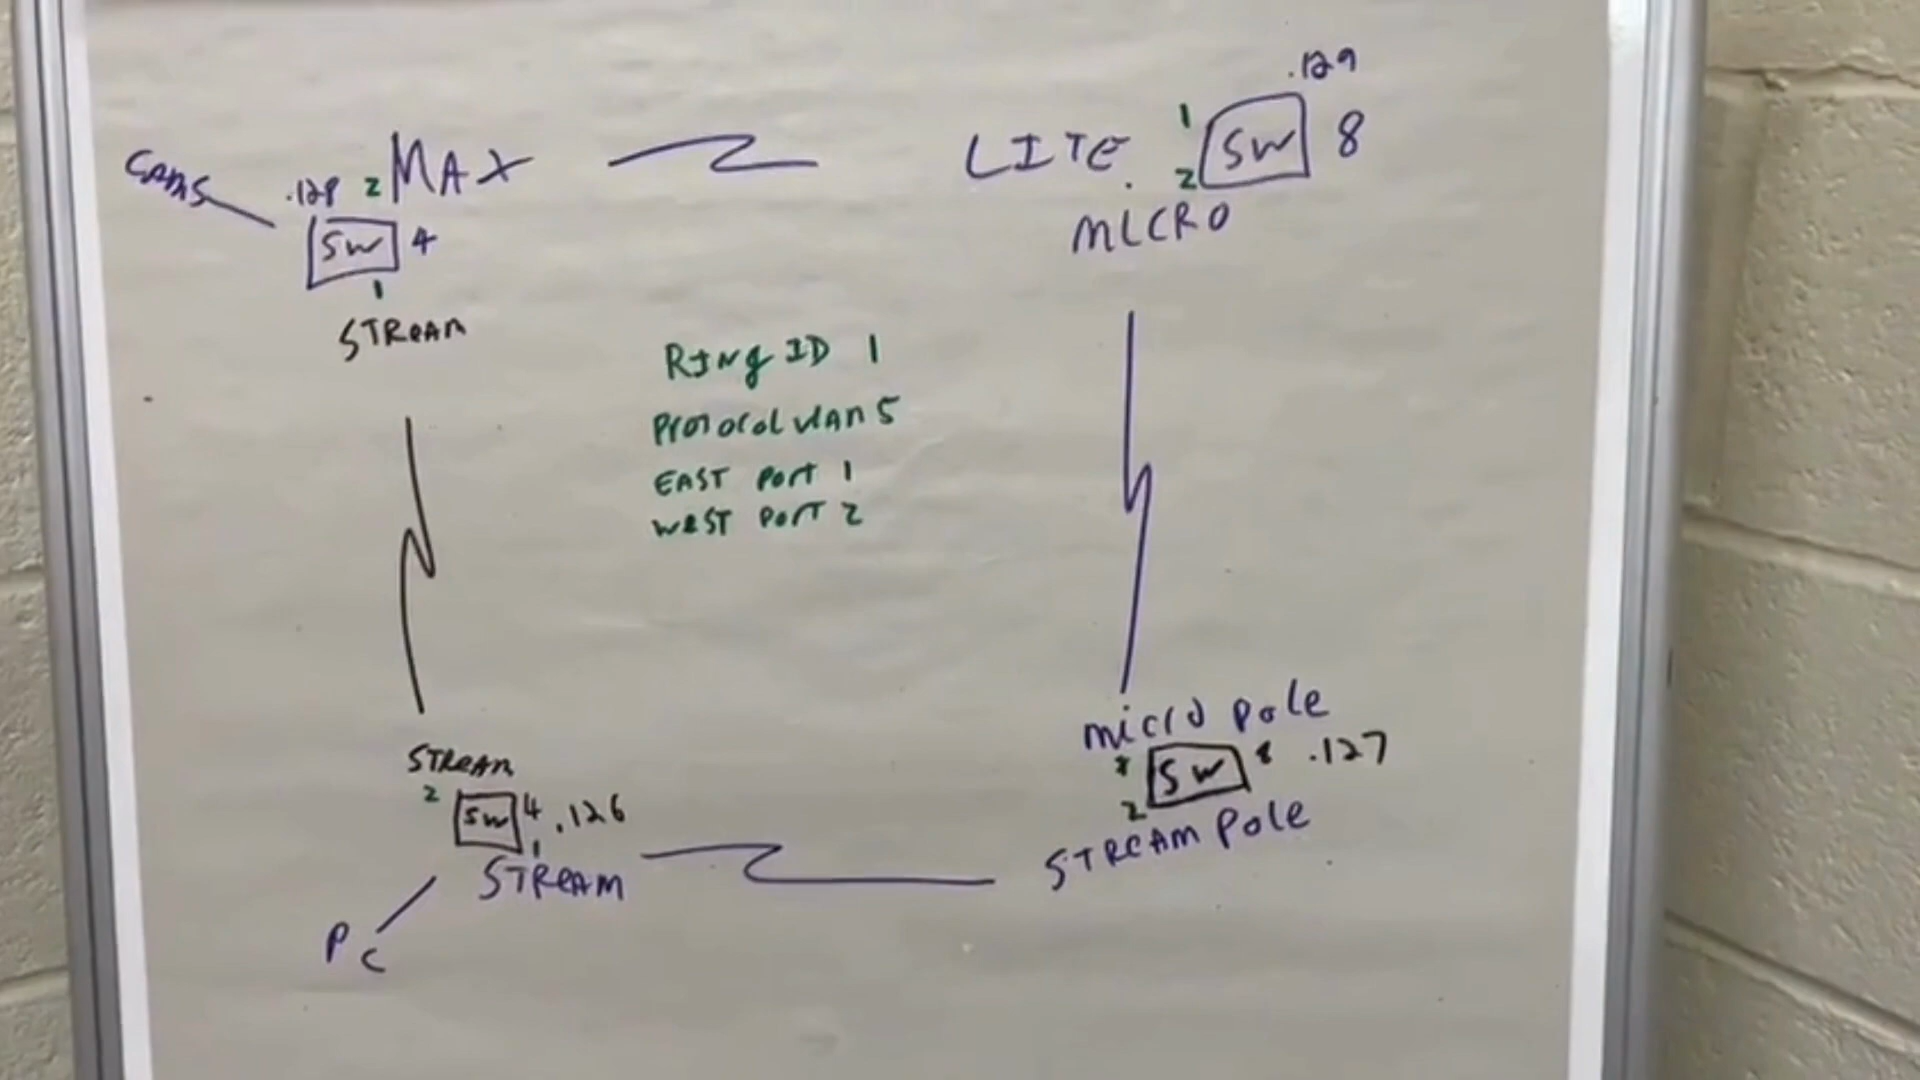 .129
CAMS
.128 2 MAX
LITE 1 SW 8
2
MICRO
SW 4
1
STREAM
RING ID 1
Protocol vlan 5
EAST Port 1
WEST Port 2
STREAM
2 SW 4 .126
1
STREAM
PC
micro pole
SW 8 .127
2
STREAM Pole